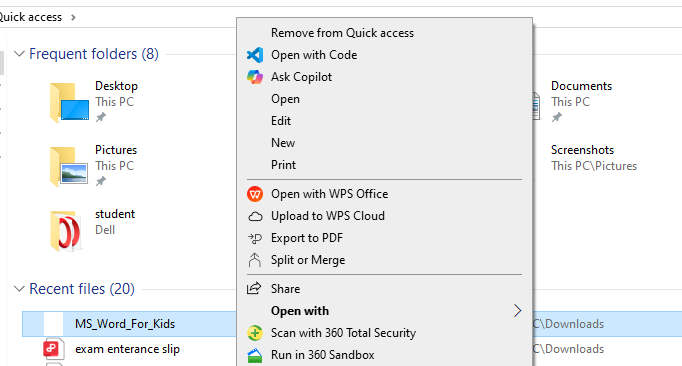 Quick access
Remove from Quick access
Open with Code
Ask Copilot
Open
Edit
New
Print
Open with WPS Office
Upload to WPS Cloud
Export to PDF
Split or Merge
Share
Open with
Scan with 360 Total Security
Run in 360 Sandbox
Frequent folders (8)
Desktop
This PC
Documents
This PC
Pictures
This PC
Screenshots
This PC\Pictures
student
Dell
Recent files (20)
MS_Word_For_Kids
C\Downloads
exam enterance slip
C\Downloads